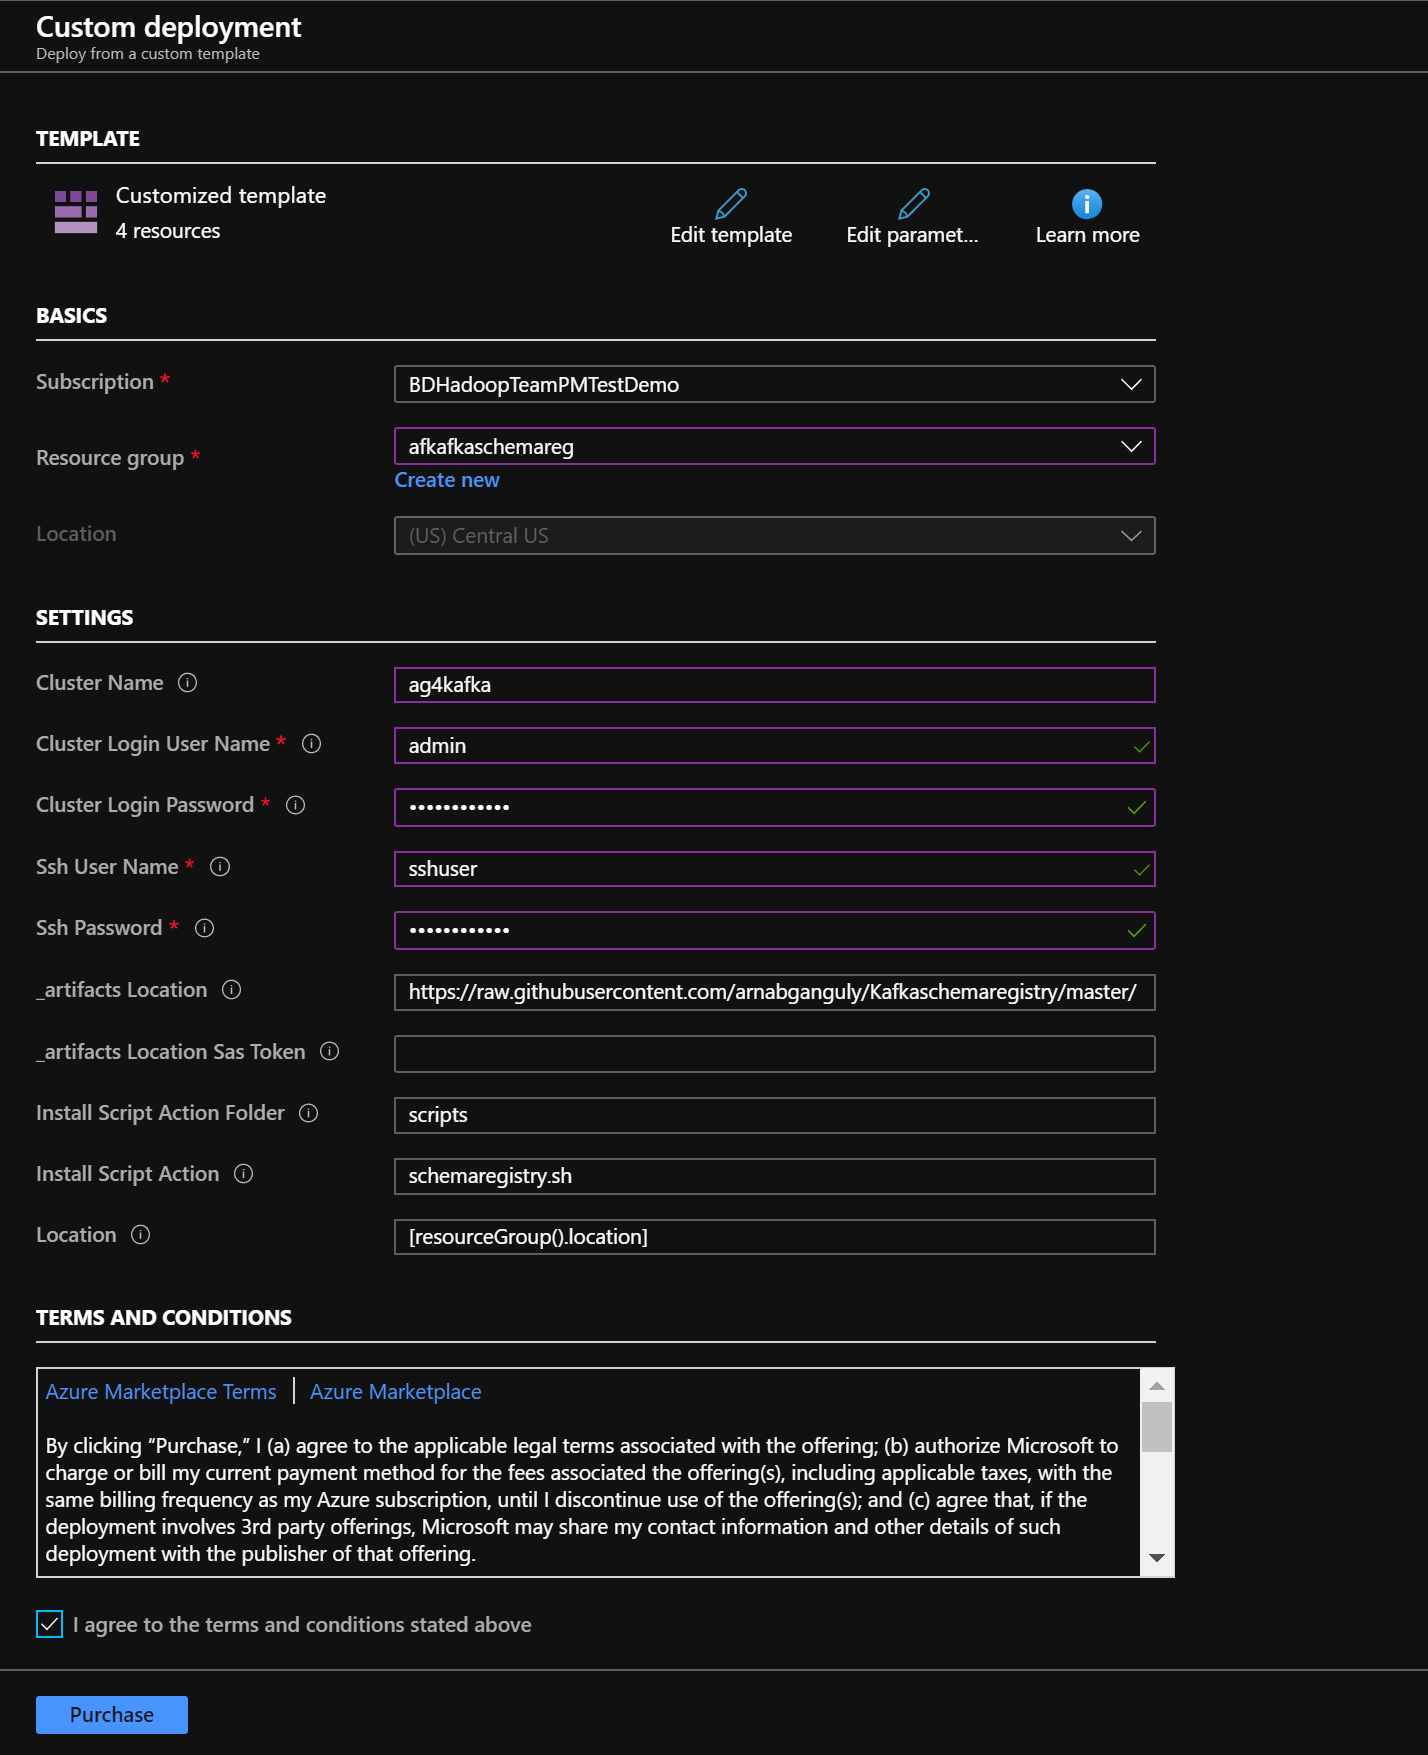 Custom deployment
Deploy from a custom template
TEMPLATE
Customized template
4 resources
Edit template
Edit paramet...
Learn more
BASICS
Subscription *
BDHadoopTeamPMTestDemo
Resource group *
afkafkaschemareg
Create new
Location
(US) Central US
SETTINGS
Cluster Name
ag4kafka
Cluster Login User Name *
admin
Cluster Login Password *
••••••••••••
Ssh User Name *
sshuser
Ssh Password *
••••••••••••
_artifacts Location
https://raw.githubusercontent.com/arnabganguly/Kafkaschemaregistry/master/
_artifacts Location Sas Token
Install Script Action Folder
scripts
Install Script Action
schemaregistry.sh
Location
[resourceGroup().location]
TERMS AND CONDITIONS
Azure Marketplace Terms | Azure Marketplace
By clicking “Purchase,” I (a) agree to the applicable legal terms associated with the offering; (b) authorize Microsoft to
charge or bill my current payment method for the fees associated the offering(s), including applicable taxes, with the
same billing frequency as my Azure subscription, until I discontinue use of the offering(s); and (c) agree that, if the
deployment involves 3rd party offerings, Microsoft may share my contact information and other details of such
deployment with the publisher of that offering.
I agree to the terms and conditions stated above
Purchase